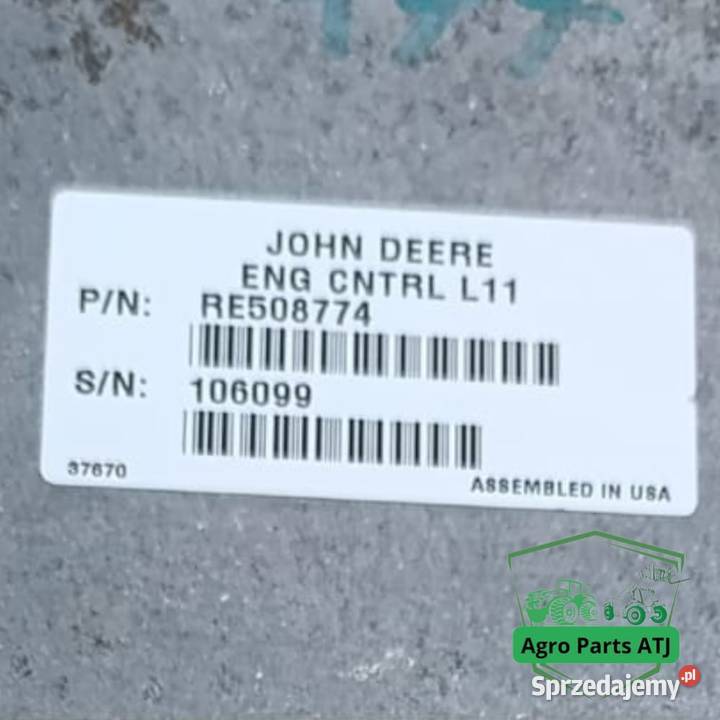 JOHN DEERE
ENG CNTRL L11
P/N: RE508774
S/N: 106099
37670
ASSEMBLED IN USA
Agro Parts ATJ
Sprzedajemy.pl